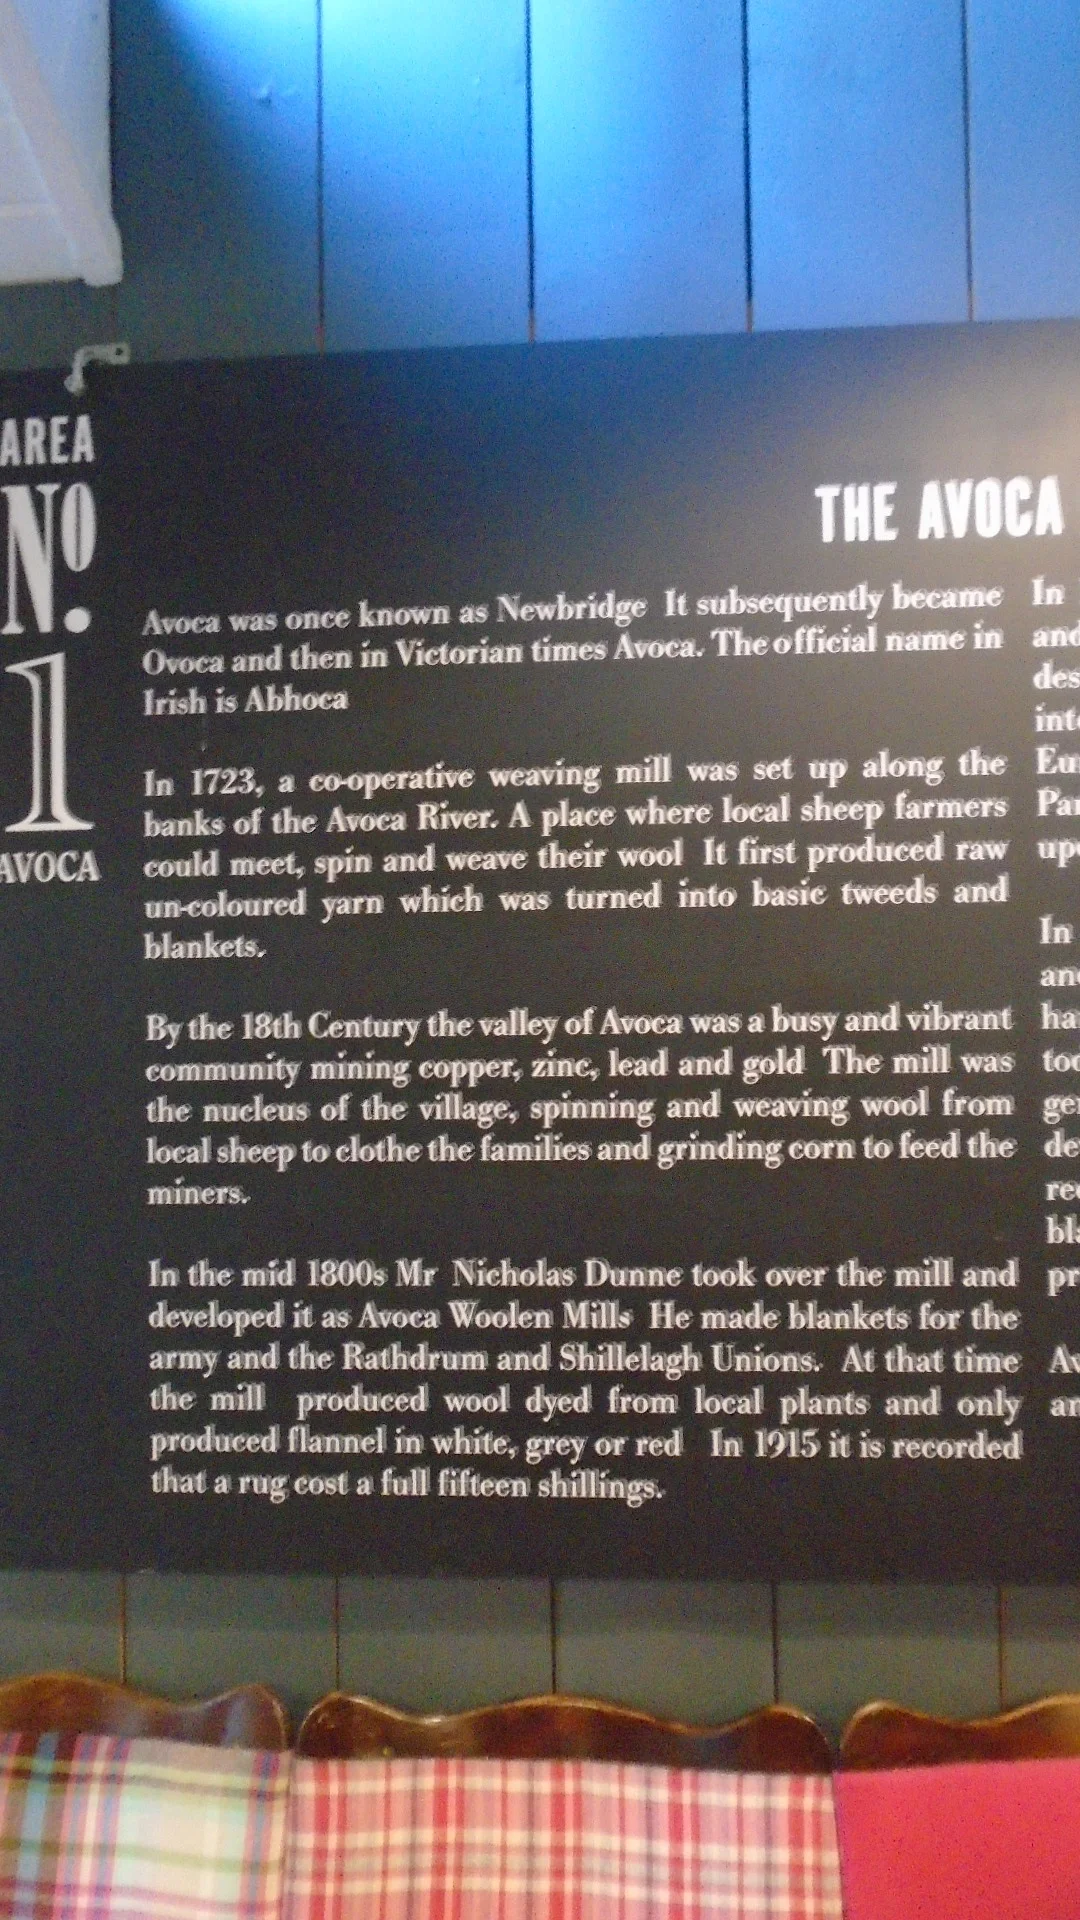 AREA
Nº.
1
AVOCA
THE AVOCA
Avoca was once known as Newbridge It subsequently became
Ovoca and then in Victorian times Avoca. The official name in
Irish is Abhoca
In 1723, a co-operative weaving mill was set up along the
banks of the Avoca River. A place where local sheep farmers
could meet, spin and weave their wool It first produced raw
un-coloured yarn which was turned into basic tweeds and
blankets.
By the 18th Century the valley of Avoca was a busy and vibrant
community mining copper, zinc, lead and gold The mill was
the nucleus of the village, spinning and weaving wool from
local sheep to clothe the families and grinding corn to feed the
miners.
In the mid 1800s Mr Nicholas Dunne took over the mill and
developed it as Avoca Woolen Mills He made blankets for the
army and the Rathdrum and Shillelagh Unions. At that time
the mill produced wool dyed from local plants and only
produced flannel in white, grey or red In 1915 it is recorded
that a rug cost a full fifteen shillings.
In
In